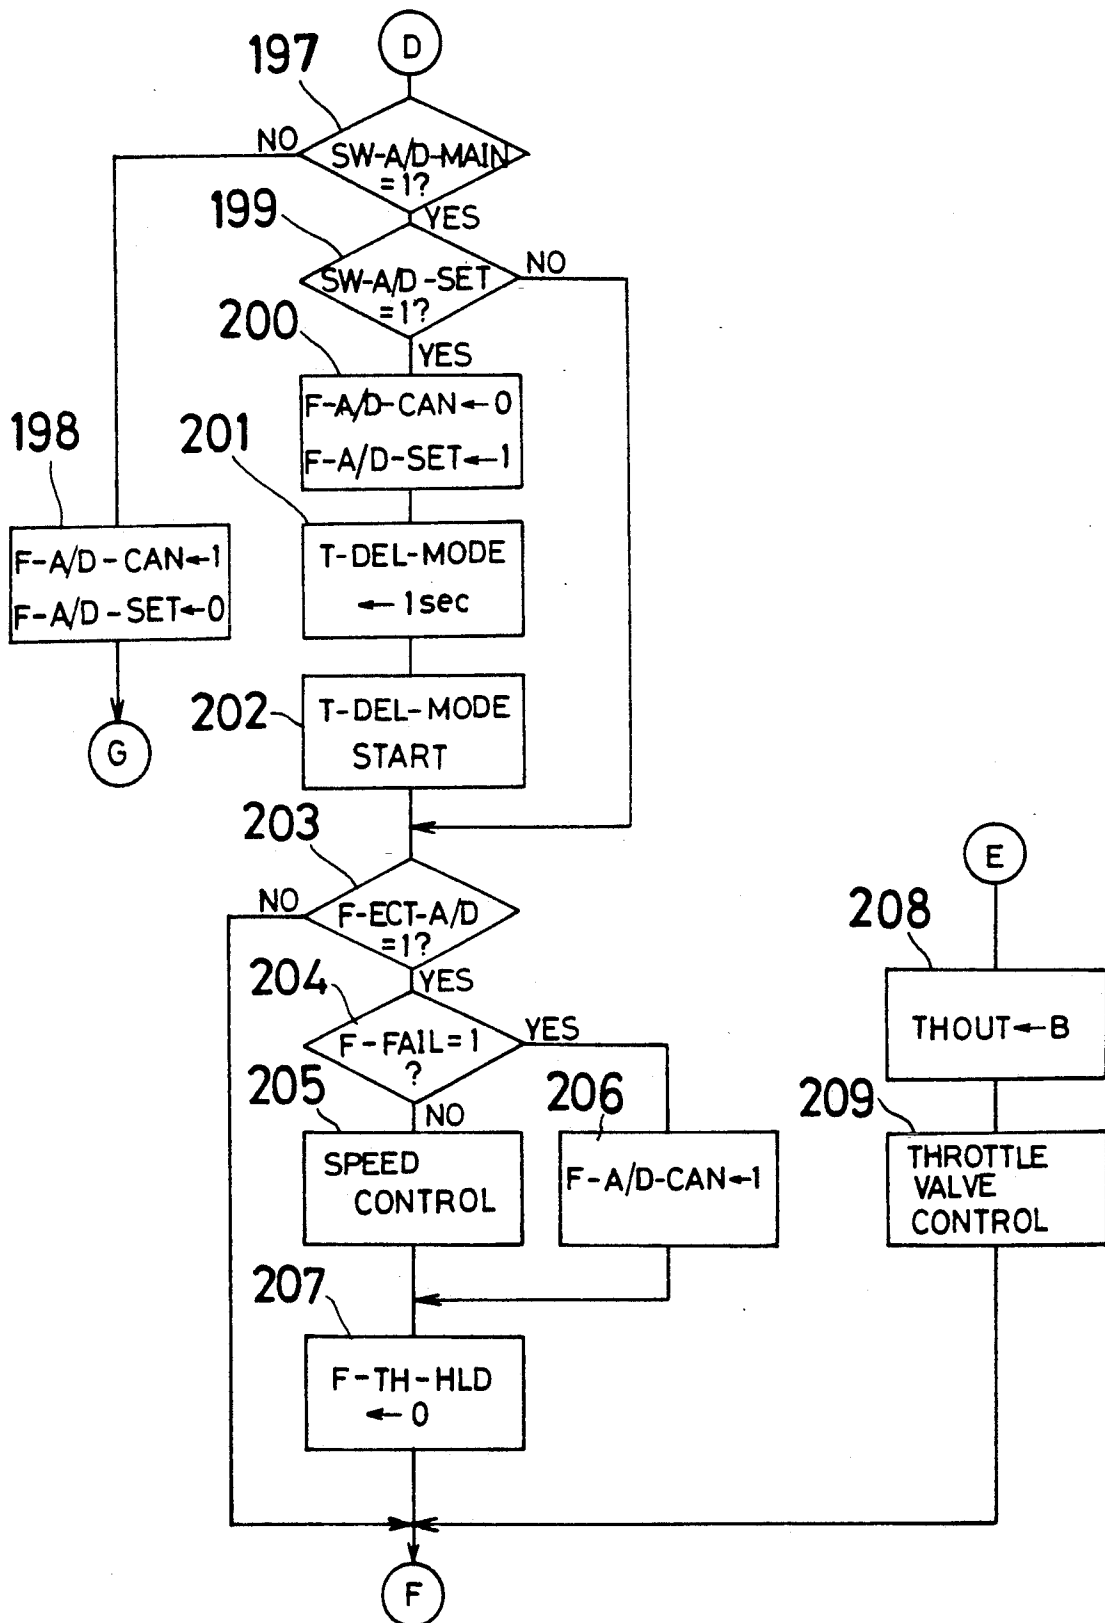 D
197
NO
SW-A/D-MAIN
=1?
YES
199
SW-A/D-SET
=1?
NO
200
YES
F-A/D-CAN←0
F-A/D-SET←1
198
201
F-A/D-CAN←1
F-A/D-SET←0
T-DEL-MODE
←1sec
202
T-DEL-MODE
START
G
203
E
NO
F-ECT-A/D
=1?
208
YES
204
F-FAIL=1
?
YES
THOUT←B
205
NO
206
209
SPEED
CONTROL
F-A/D-CAN←1
THROTTLE
VALVE
CONTROL
207
F-TH-HLD
←0
F